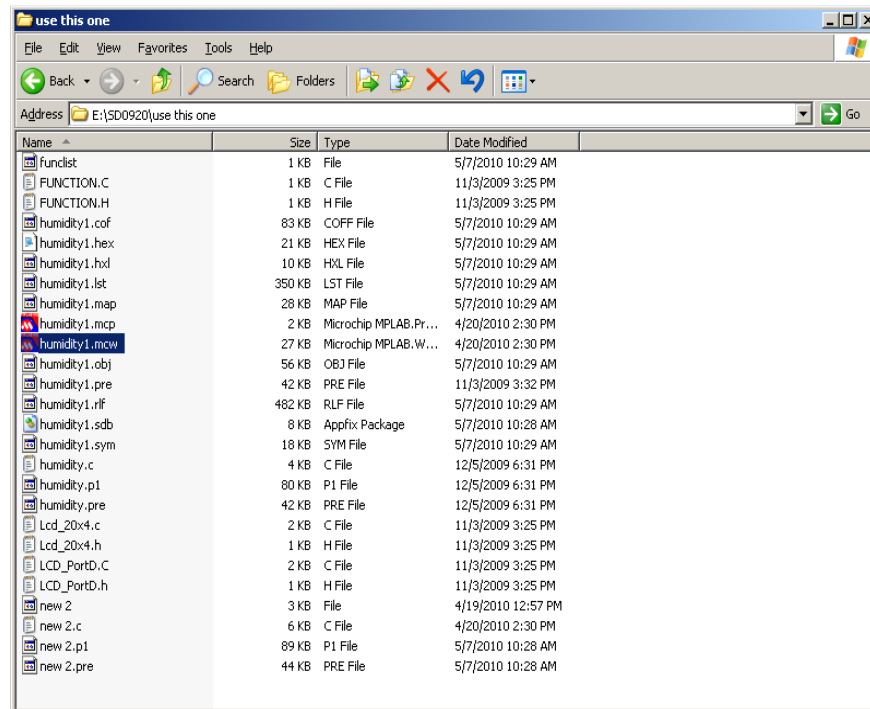 use this one
File Edit View Favorites Tools Help
Back Search Folders
Address E:\SD0920\use this one Go
Name Size Type Date Modified
funclist 1 KB File 5/7/2010 10:29 AM
FUNCTION.C 1 KB C File 11/3/2009 3:25 PM
FUNCTION.H 1 KB H File 11/3/2009 3:25 PM
humidity1.cof 83 KB COFF File 5/7/2010 10:29 AM
humidity1.hex 21 KB HEX File 5/7/2010 10:29 AM
humidity1.hxl 10 KB HXL File 5/7/2010 10:29 AM
humidity1.lst 350 KB LST File 5/7/2010 10:29 AM
humidity1.map 28 KB MAP File 5/7/2010 10:29 AM
humidity1.mcp 2 KB Microchip MPLAB.Pr... 4/20/2010 2:30 PM
humidity1.mcw 27 KB Microchip MPLAB.W... 4/20/2010 2:30 PM
humidity1.obj 56 KB OBJ File 5/7/2010 10:29 AM
humidity1.pre 42 KB PRE File 11/3/2009 3:32 PM
humidity1.rlf 482 KB RLF File 5/7/2010 10:29 AM
humidity1.sdb 8 KB Appfix Package 5/7/2010 10:28 AM
humidity1.sym 18 KB SYM File 5/7/2010 10:29 AM
humidity.c 4 KB C File 12/5/2009 6:31 PM
humidity.p1 80 KB P1 File 12/5/2009 6:31 PM
humidity.pre 42 KB PRE File 12/5/2009 6:31 PM
Lcd_20x4.c 2 KB C File 11/3/2009 3:25 PM
Lcd_20x4.h 1 KB H File 11/3/2009 3:25 PM
LCD_PortD.C 2 KB C File 11/3/2009 3:25 PM
LCD_PortD.h 1 KB H File 11/3/2009 3:25 PM
new 2 3 KB File 4/19/2010 12:57 PM
new 2.c 6 KB C File 4/20/2010 2:30 PM
new 2.p1 89 KB P1 File 5/7/2010 10:28 AM
new 2.pre 44 KB PRE File 5/7/2010 10:28 AM